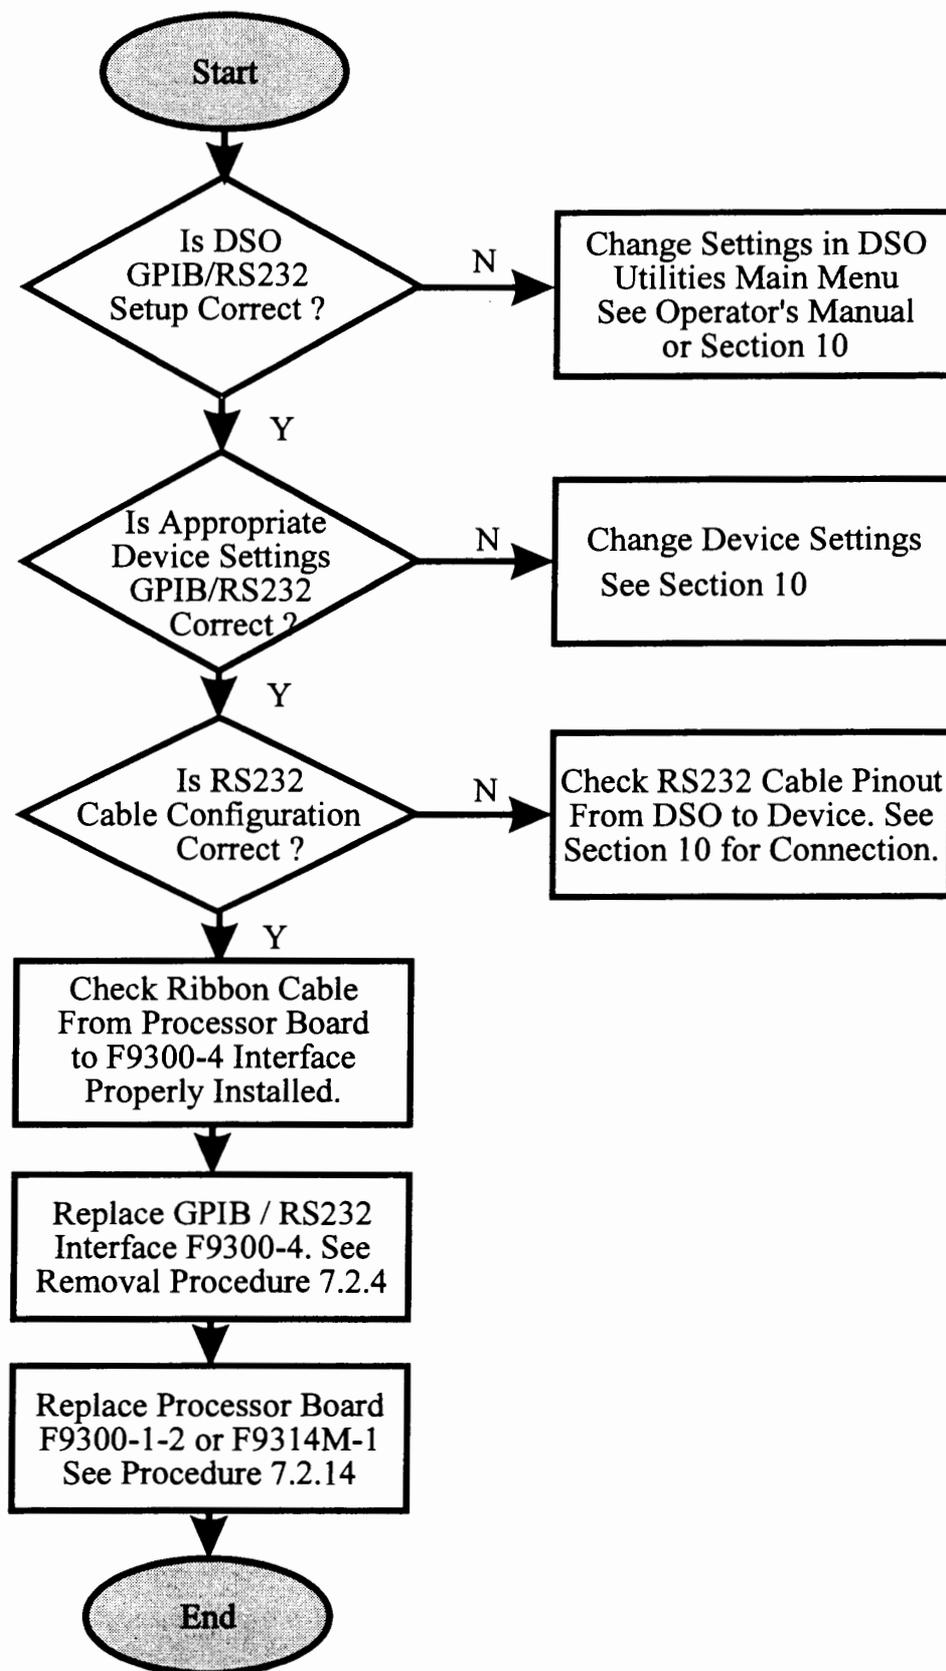 Start
Is DSO
GPIB/RS232
Setup Correct ?
N
Change Settings in DSO
Utilities Main Menu
See Operator's Manual
or Section 10
Y
Is Appropriate
Device Settings
GPIB/RS232
Correct ?
N
Change Device Settings
See Section 10
Y
Is RS232
Cable Configuration
Correct ?
N
Check RS232 Cable Pinout
From DSO to Device. See
Section 10 for Connection.
Y
Check Ribbon Cable
From Processor Board
to F9300-4 Interface
Properly Installed.
Replace GPIB / RS232
Interface F9300-4. See
Removal Procedure 7.2.4
Replace Processor Board
F9300-1-2 or F9314M-1
See Procedure 7.2.14
End